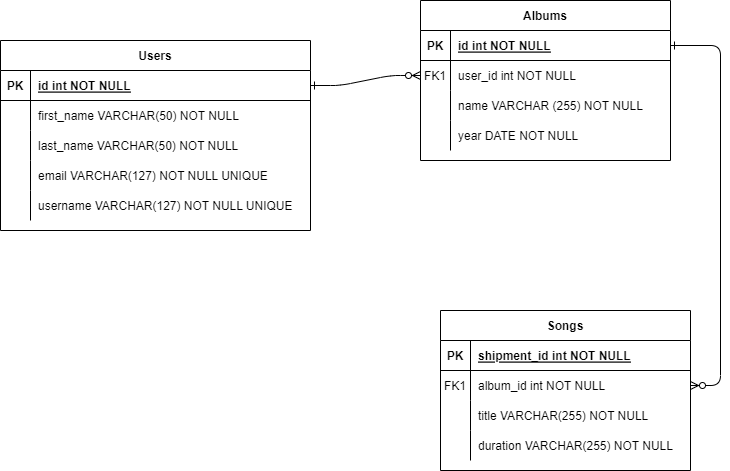 Users
PK id int NOT NULL
first_name VARCHAR(50) NOT NULL
last_name VARCHAR(50) NOT NULL
email VARCHAR(127) NOT NULL UNIQUE
username VARCHAR(127) NOT NULL UNIQUE
Albums
PK id int NOT NULL
FK1 user_id int NOT NULL
name VARCHAR (255) NOT NULL
year DATE NOT NULL
Songs
PK shipment_id int NOT NULL
FK1 album_id int NOT NULL
title VARCHAR(255) NOT NULL
duration VARCHAR(255) NOT NULL